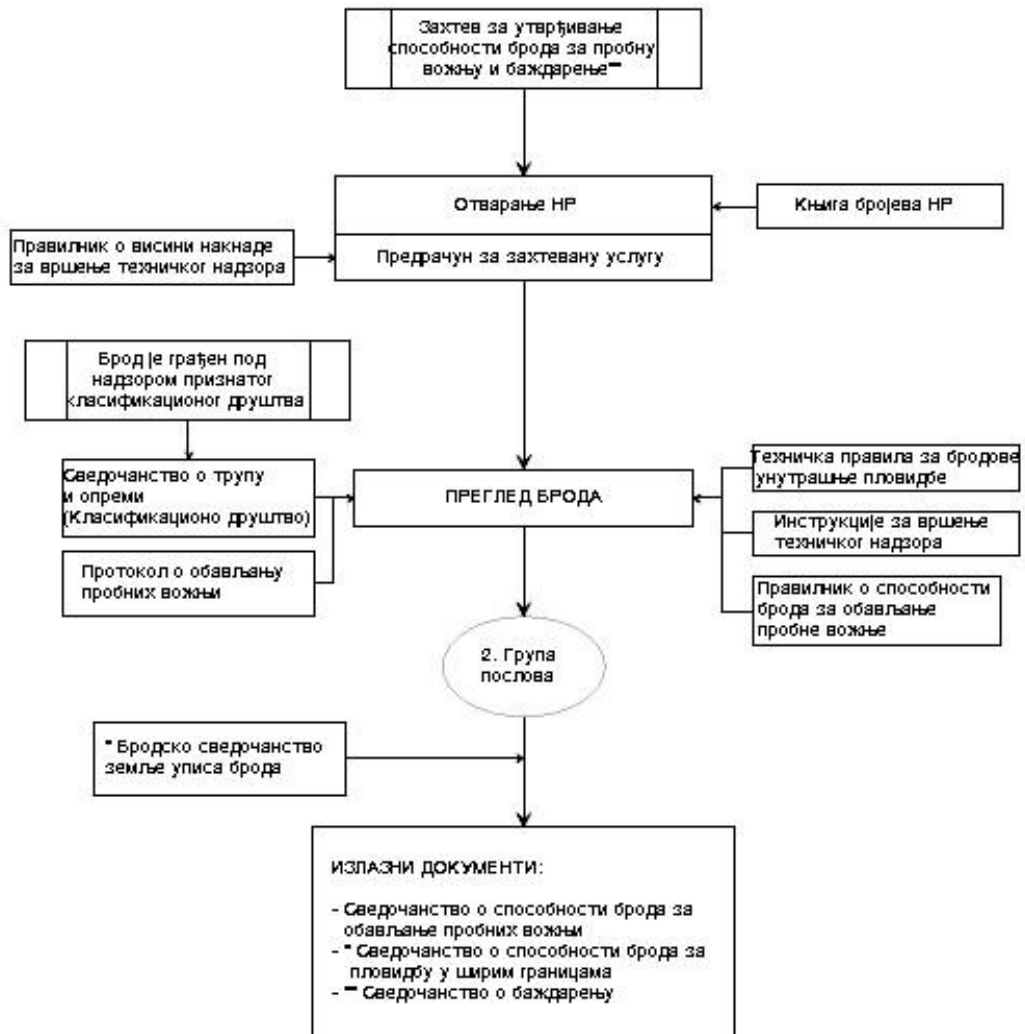 Захтев за утврђивање
способности брода за пробну
вожњу и баждарење**
Отварање НР
Књига бројева НР
Правилник о висини накнаде
за вршење техничког надзора
Предрачун за захтевану услугу
Брод је грађен под
надзором признатог
класификационог друштва
Сведочанство о трупу
и опреми
(Класификационо друштво)
Протокол о обављању
пробних вожњи
ПРЕГЛЕД БРОДА
Техничка правила за бродове
унутрашње пловидбе
Инструкције за вршење
техничког надзора
Правилник о способности
брода за обављање
пробне вожње
2. Група
послова
* Бродско сведочанство
земље уписа брода
ИЗЛАЗНИ ДОКУМЕНТИ:
- Сведочанство о способности брода за
обављање пробних вожњи
- * Сведочанство о способности брода за
пловидбу у ширим границама
- ** Сведочанство о баждарењу